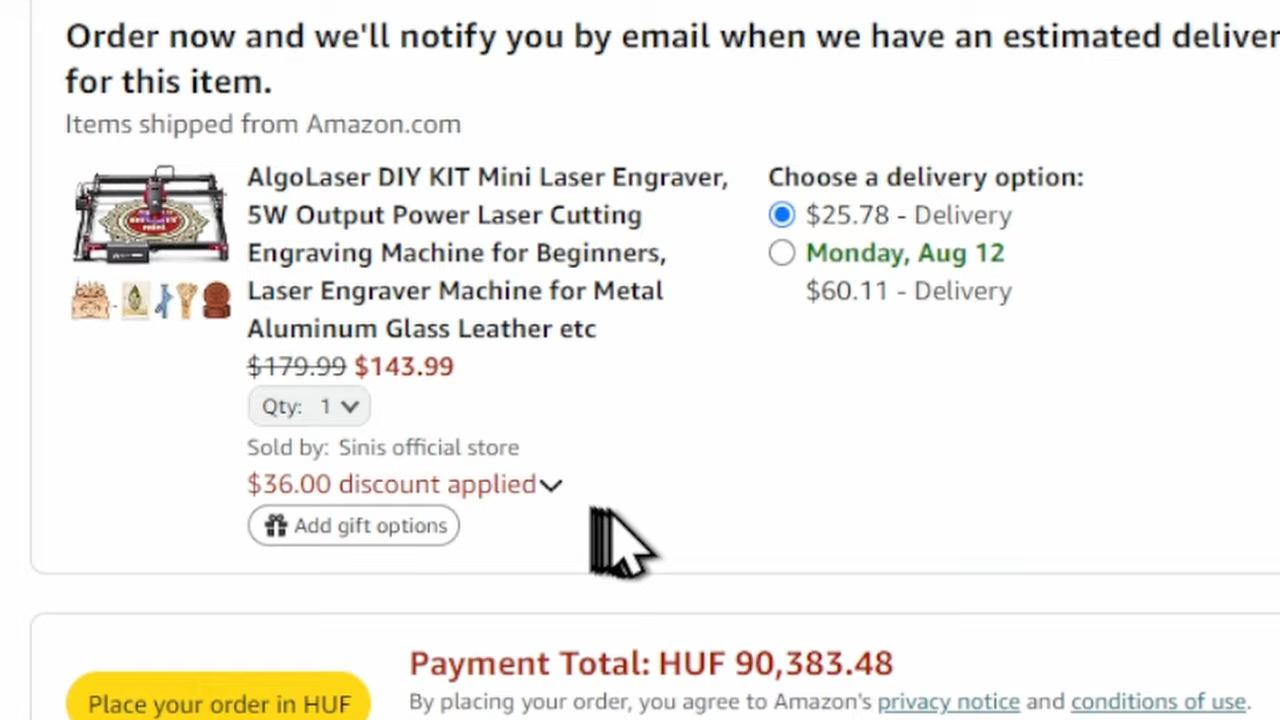 Order now and we'll notify you by email when we have an estimated deliver
for this item.
Items shipped from Amazon.com
AlgoLaser DIY KIT Mini Laser Engraver,
5W Output Power Laser Cutting
Engraving Machine for Beginners,
Laser Engraver Machine for Metal
Aluminum Glass Leather etc
$179.99 $143.99
Qty: 1
Sold by: Sinis official store
$36.00 discount applied
Add gift options
Choose a delivery option:
$25.78 - Delivery
Monday, Aug 12
$60.11 - Delivery
Place your order in HUF
Payment Total: HUF 90,383.48
By placing your order, you agree to Amazon's privacy notice and conditions of use.